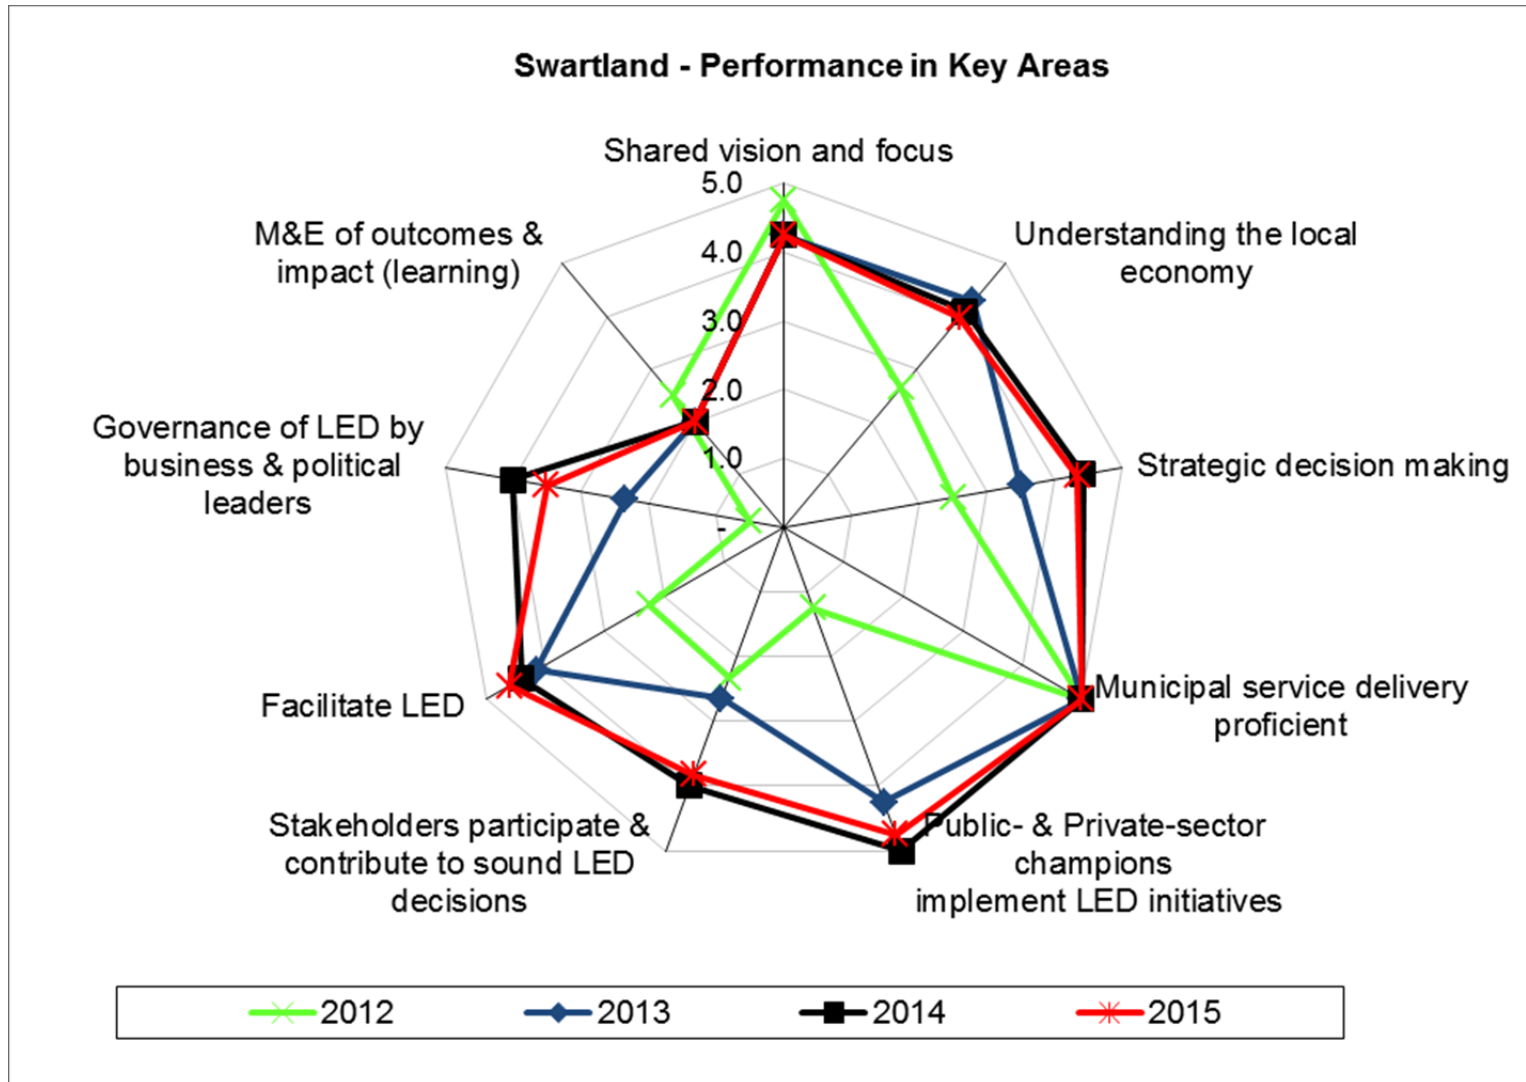 Swartland - Performance in Key Areas
Shared vision and focus
5.0
4.0
3.0
2.0
1.0
-
Understanding the local
economy
Strategic decision making
Municipal service delivery
proficient
Public- & Private-sector
champions
implement LED initiatives
Stakeholders participate &
contribute to sound LED
decisions
Facilitate LED
Governance of LED by
business & political
leaders
M&E of outcomes &
impact (learning)
2012 2013 2014 2015